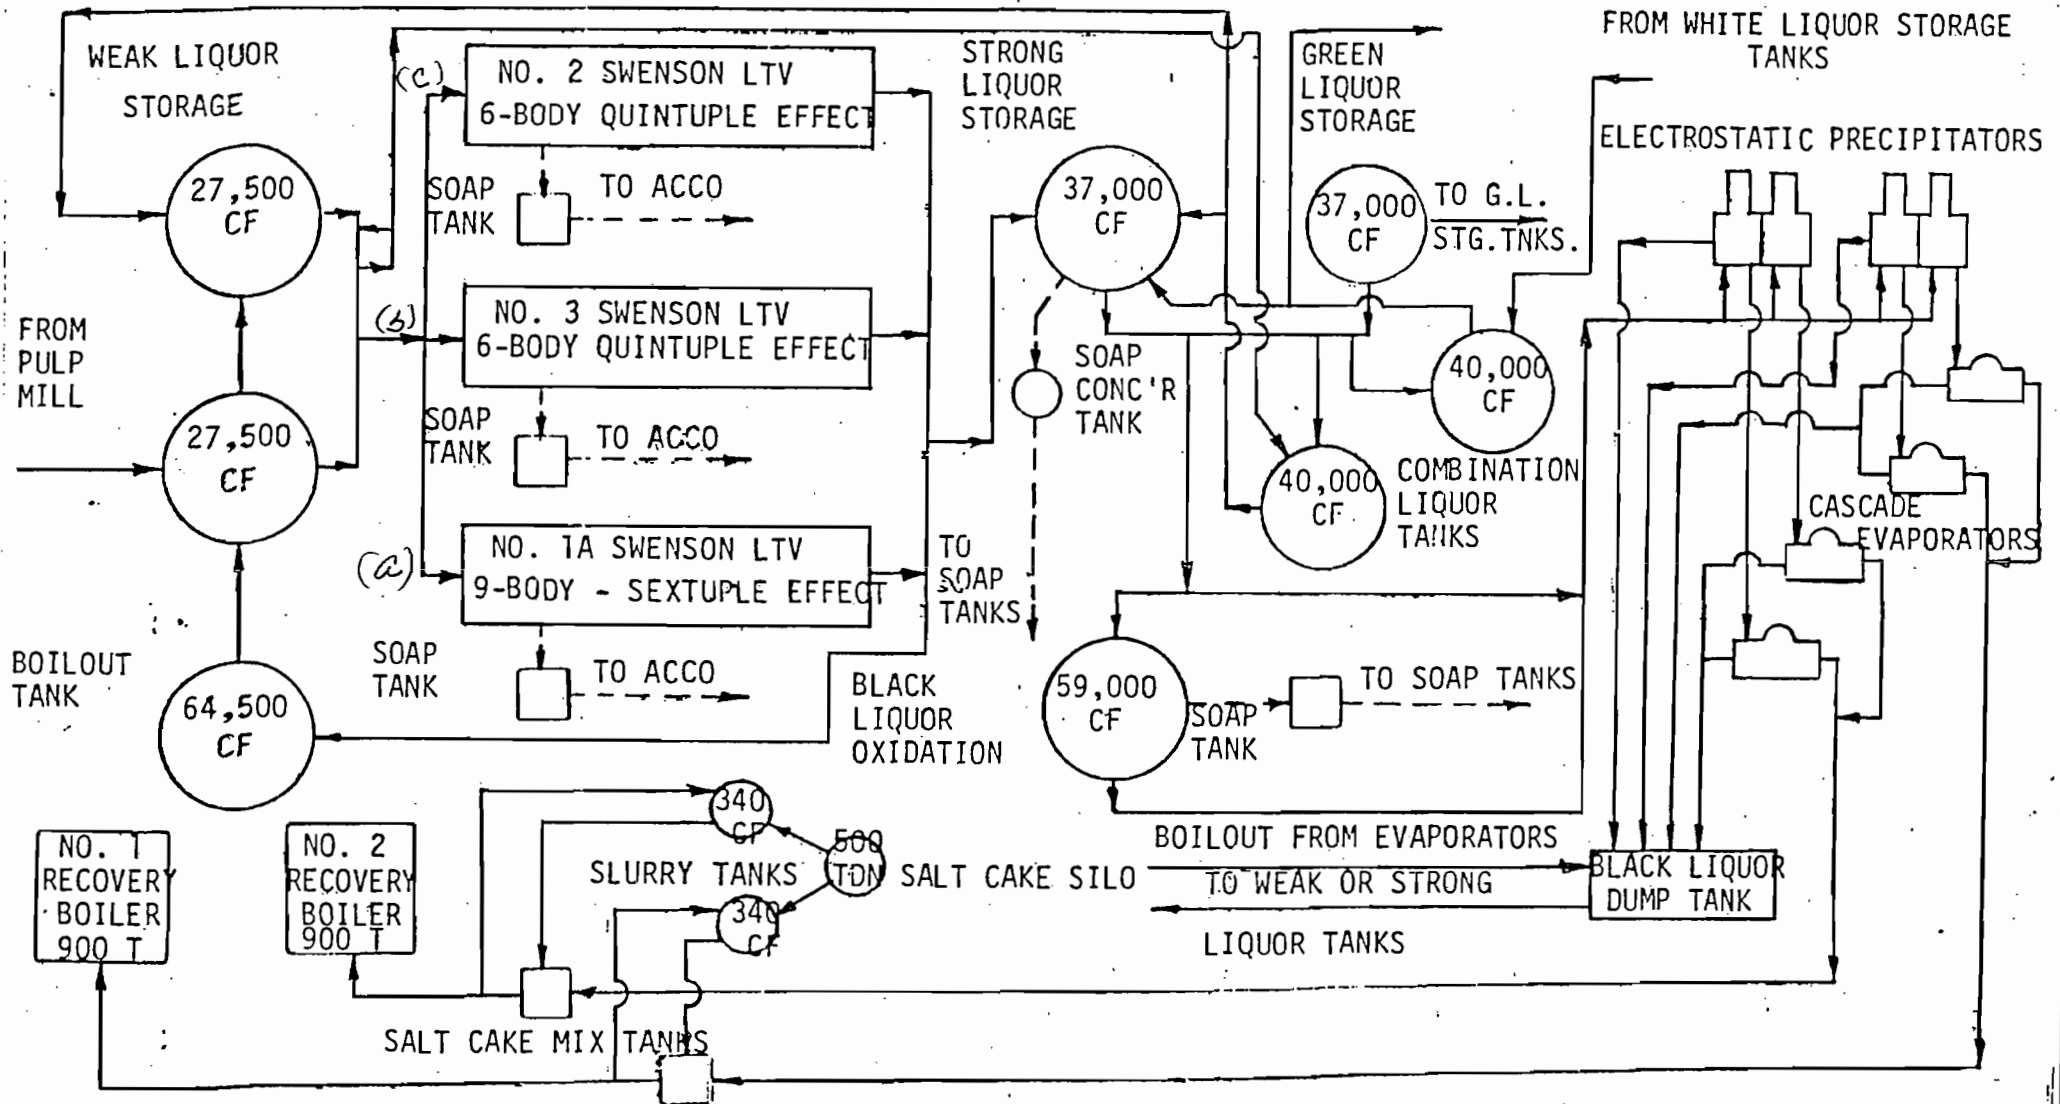 WEAK LIQUOR
STORAGE
27,500
CF
FROM
PULP
MILL
27,500
CF
BOILOUT
TANK
64,500
CF
(c)
NO. 2 SWENSON LTV
6-BODY QUINTUPLE EFFECT
SOAP
TANK
TO ACCO
(b)
NO. 3 SWENSON LTV
6-BODY QUINTUPLE EFFECT
SOAP
TANK
TO ACCO
(a)
NO. 1A SWENSON LTV
9-BODY - SEXTUPLE EFFECT
SOAP
TANK
TO ACCO
STRONG
LIQUOR
STORAGE
37,000
CF
SOAP
CONC'R
TANK
TO
SOAP
TANKS
BLACK
LIQUOR
OXIDATION
59,000
CF
SOAP
TANK
TO SOAP TANKS
GREEN
LIQUOR
STORAGE
37,000
CF
TO G.L.
STG.TNKS.
40,000
CF
40,000
CF
COMBINATION
LIQUOR
TANKS
FROM WHITE LIQUOR STORAGE
TANKS
ELECTROSTATIC PRECIPITATORS
CASCADE
EVAPORATORS
NO. 1
RECOVERY
BOILER
900 T
NO. 2
RECOVERY
BOILER
900 T
340
CF
SLURRY TANKS
500
TON SALT CAKE SILO
340
CF
SALT CAKE MIX TANKS
BOILOUT FROM EVAPORATORS
TO WEAK OR STRONG
LIQUOR TANKS
BLACK LIQUOR
DUMP TANK